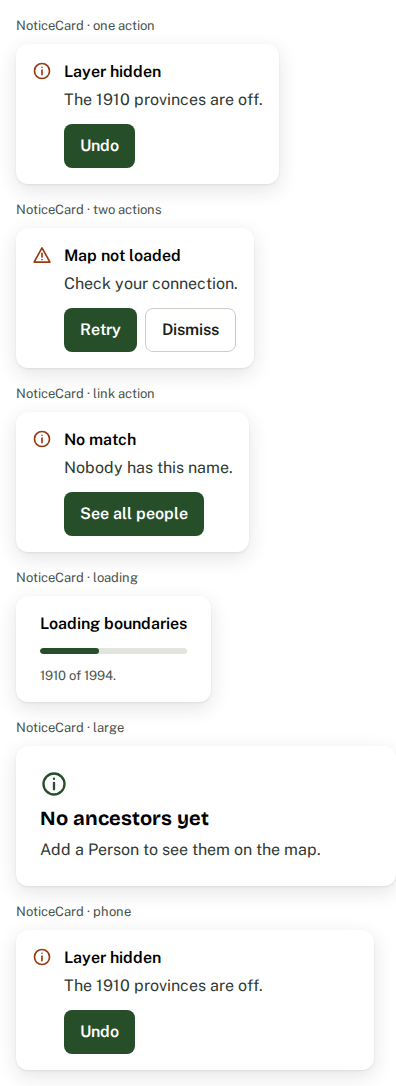 NoticeCard · one action
Layer hidden
The 1910 provinces are off.
Undo
NoticeCard · two actions
Map not loaded
Check your connection.
Retry Dismiss
NoticeCard · link action
No match
Nobody has this name.
See all people
NoticeCard · loading
Loading boundaries
1910 of 1994.
NoticeCard · large
No ancestors yet
Add a Person to see them on the map.
NoticeCard · phone
Layer hidden
The 1910 provinces are off.
Undo